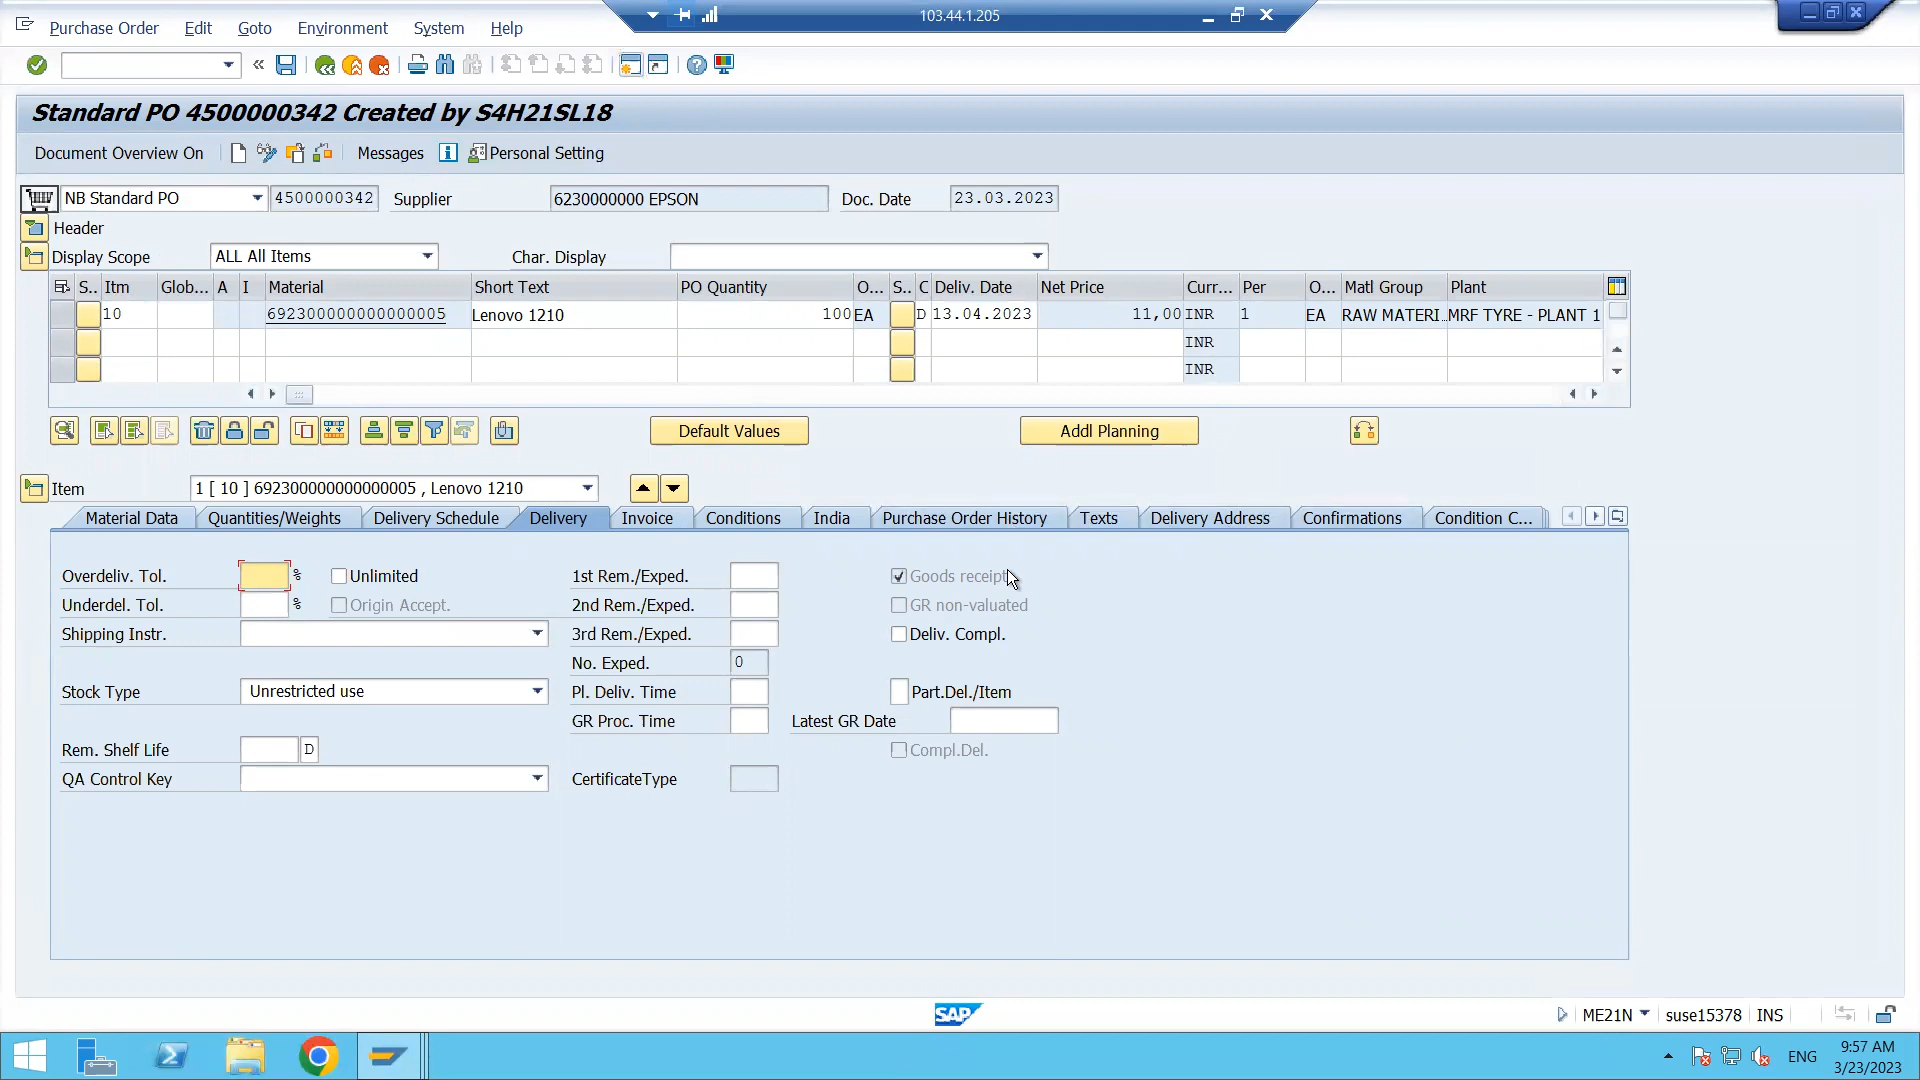 103.44.1.205
Purchase Order Edit Goto Environment System Help
Standard PO 4500000342 Created by S4H21SL18
Document Overview On Messages Personal Setting
NB Standard PO 4500000342 Supplier 6230000000 EPSON Doc. Date 23.03.2023
Header
Display Scope ALL All Items Char. Display
S.. Itm Glob... A I Material Short Text PO Quantity O... S.. C Deliv. Date Net Price Curr... Per O... Matl Group Plant
10 692300000000000005 Lenovo 1210 100 EA D 13.04.2023 11,00 INR 1 EA RAW MATERI... MRF TYRE - PLANT 1
INR
INR
Default Values Addl Planning
Item 1 [ 10 ] 692300000000000005 , Lenovo 1210
Material Data Quantities/Weights Delivery Schedule Delivery Invoice Conditions India Purchase Order History Texts Delivery Address Confirmations Condition C...
Overdeliv. Tol. % Unlimited 1st Rem./Exped. Goods receipt
Underdel. Tol. % Origin Accept. 2nd Rem./Exped. GR non-valuated
Shipping Instr. 3rd Rem./Exped. Deliv. Compl.
No. Exped. 0
Stock Type Unrestricted use Pl. Deliv. Time Part.Del./Item
GR Proc. Time Latest GR Date
Rem. Shelf Life D Compl.Del.
QA Control Key CertificateType
SAP ME21N suse15378 INS
ENG 9:57 AM
3/23/2023